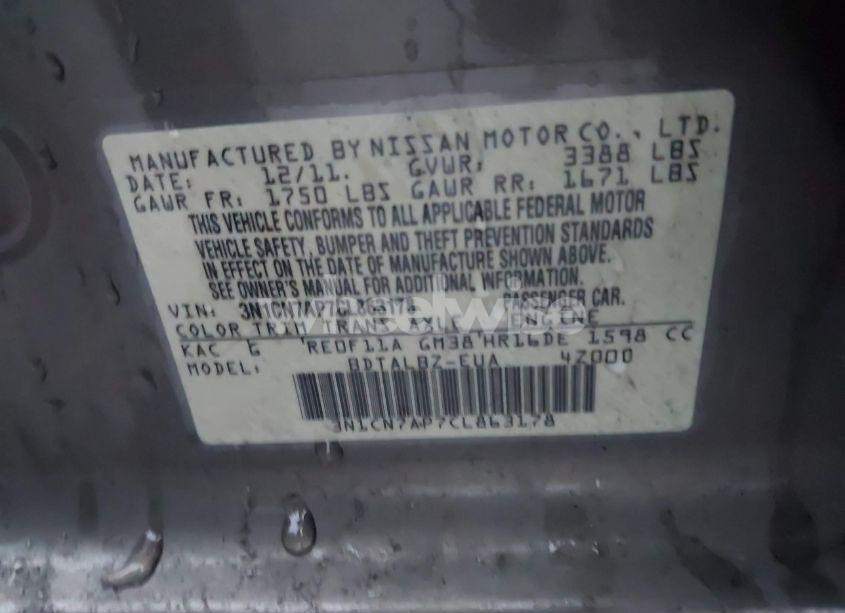 MANUFACTURED BY NISSAN MOTOR CO., LTD.
DATE: 12/11. GVWR: 3388 LBS
GAWR FR: 1750 LBS GAWR RR: 1671 LBS
THIS VEHICLE CONFORMS TO ALL APPLICABLE FEDERAL MOTOR
VEHICLE SAFETY, BUMPER AND THEFT PREVENTION STANDARDS
IN EFFECT ON THE DATE OF MANUFACTURE SHOWN ABOVE.
SEE OWNER'S MANUAL FOR ADDITIONAL INFORMATION.
VIN: 3N1CN7AP7CL863178 PASSENGER CAR.
COLOR TRIM TRANS AXLE ENGINE
KAC G RE0F11A GM38 HR16DE 1598 CC
MODEL: BDTALBZ-EUA 4Z000
3N1CN7AP7CL863178